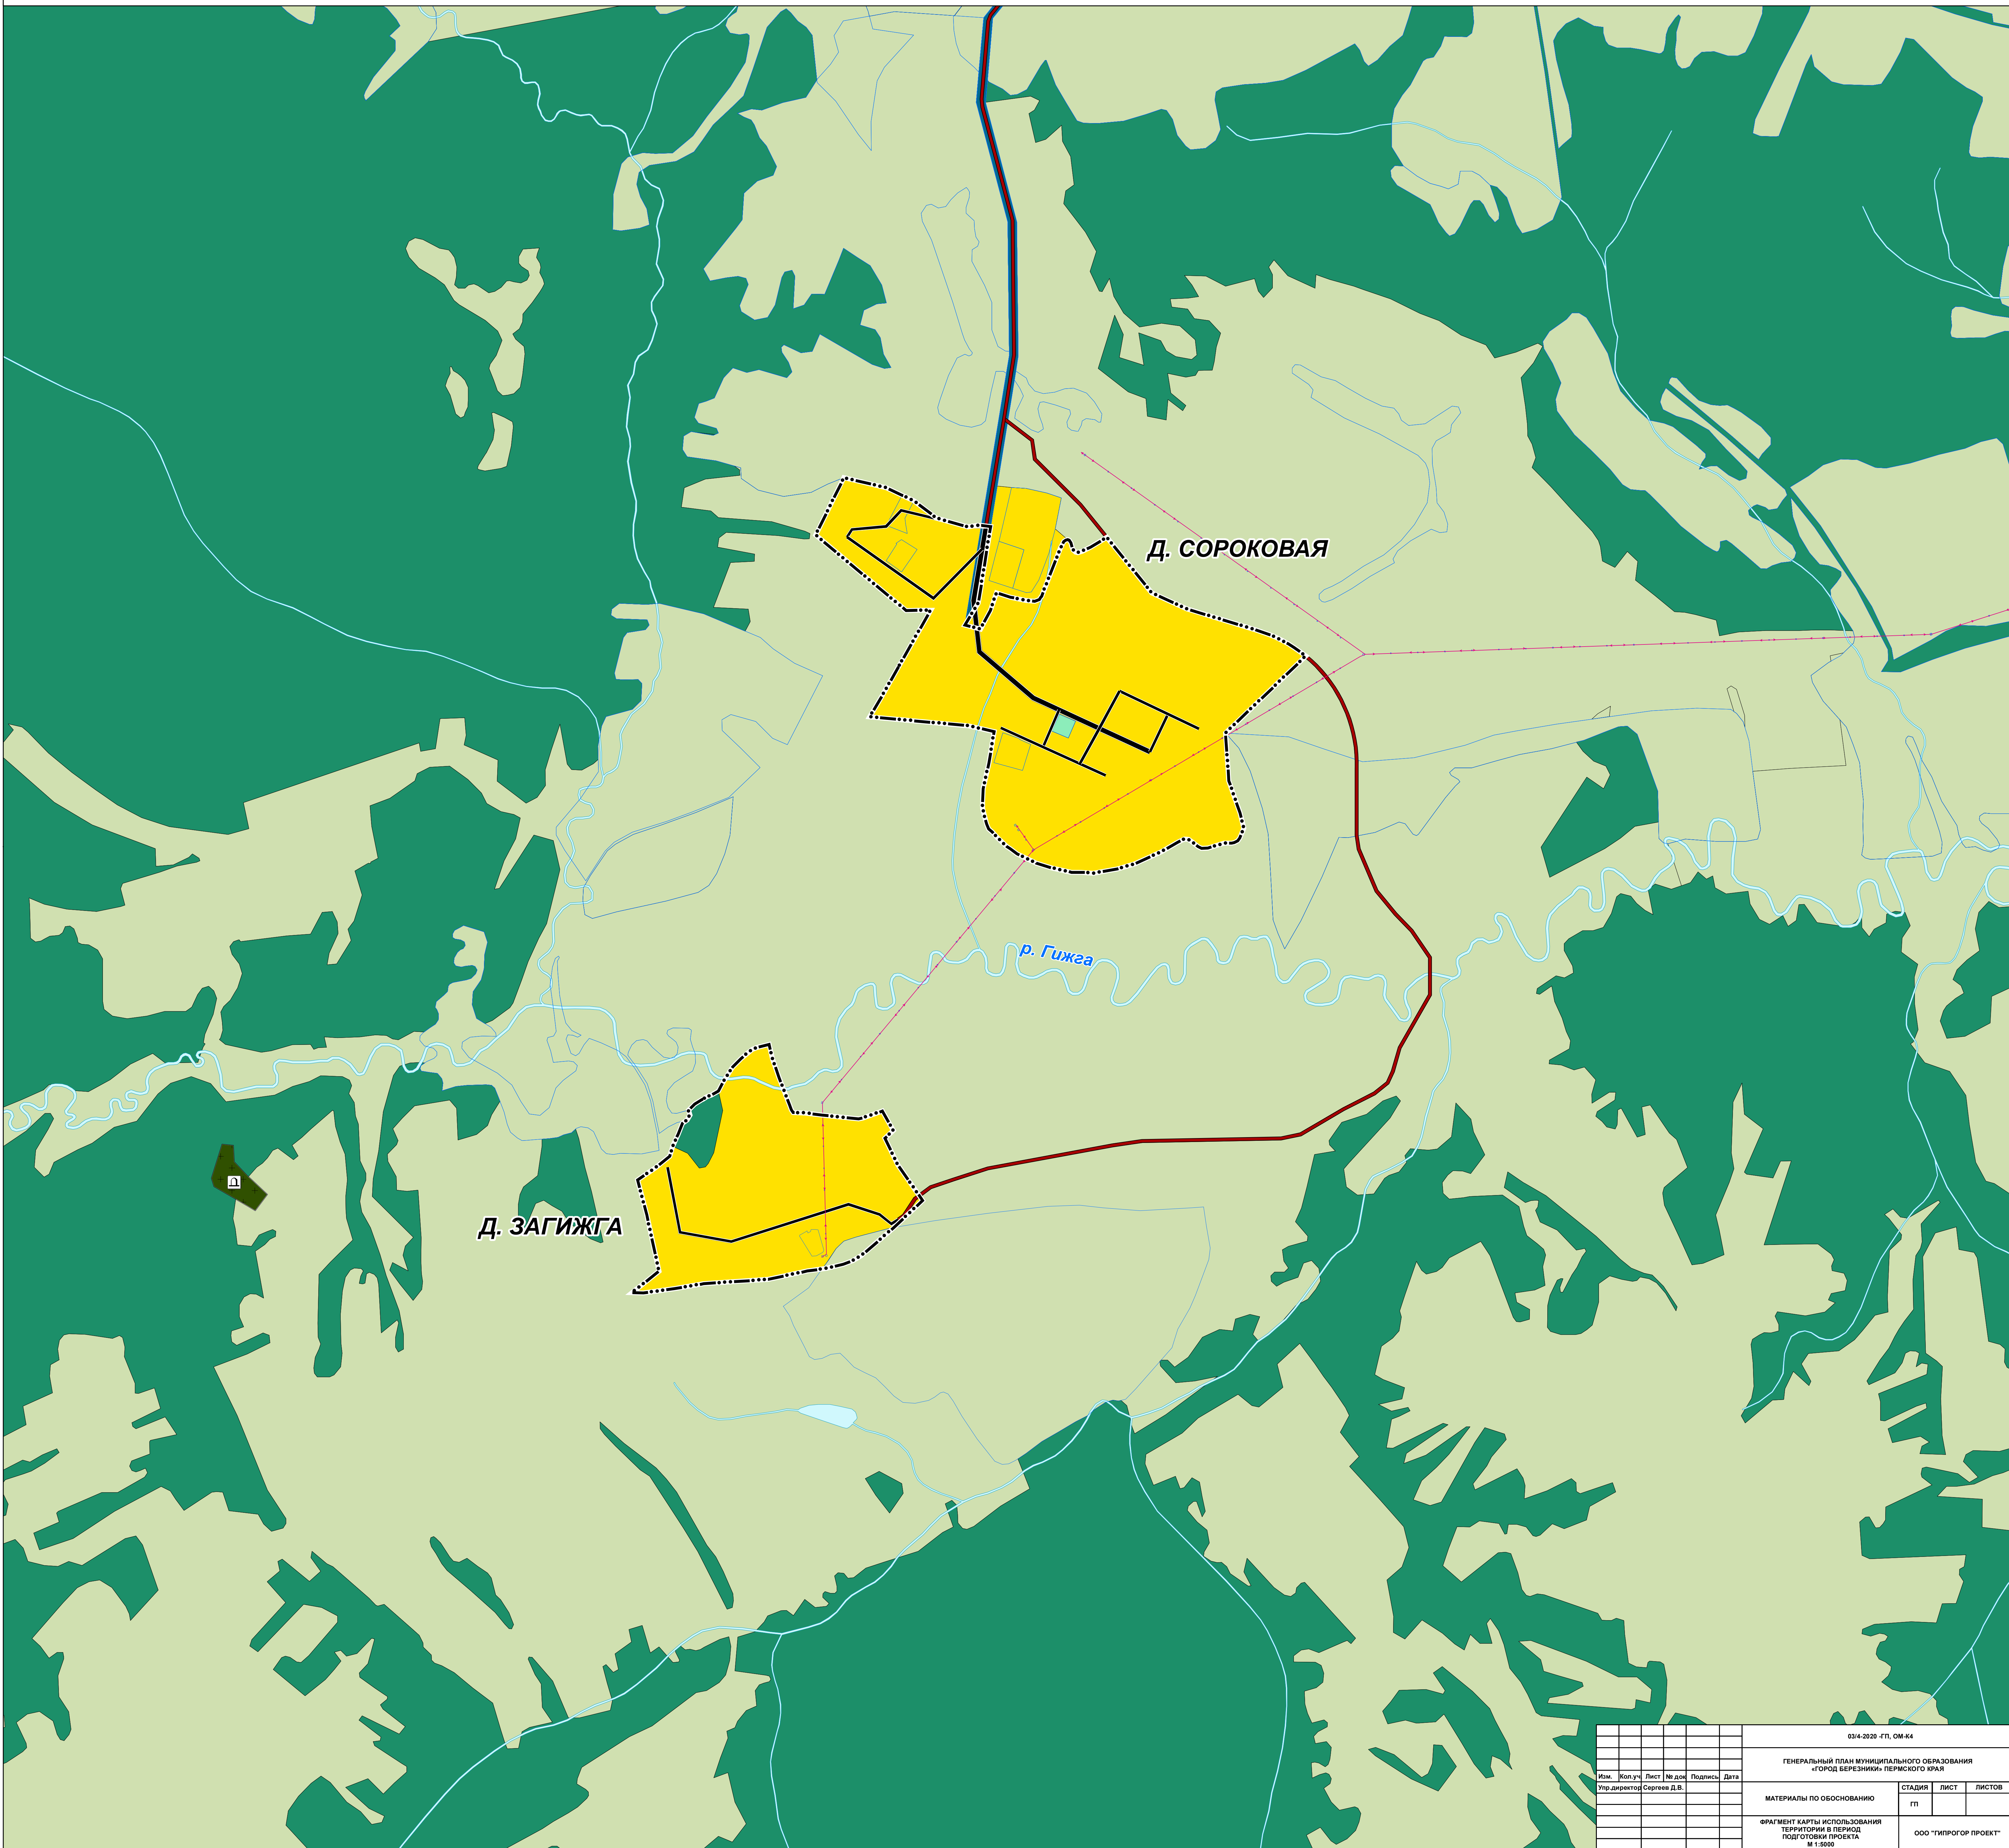 Д. СОРОКОВАЯ
р. Гижга
Д. ЗАГИЖГА
03/4-2020 -ГП, ОМ-К4
ГЕНЕРАЛЬНЫЙ ПЛАН МУНИЦИПАЛЬНОГО ОБРАЗОВАНИЯ
«ГОРОД БЕРЕЗНИКИ» ПЕРМСКОГО КРАЯ
Изм. Кол.уч Лист № док Подпись Дата
Упр.директор Сергеев Д.В.
МАТЕРИАЛЫ ПО ОБОСНОВАНИЮ
СТАДИЯ ЛИСТ ЛИСТОВ
ГП
ФРАГМЕНТ КАРТЫ ИСПОЛЬЗОВАНИЯ
ТЕРРИТОРИИ В ПЕРИОД
ПОДГОТОВКИ ПРОЕКТА
М 1:5000
ООО "ГИПРОГОР ПРОЕКТ"